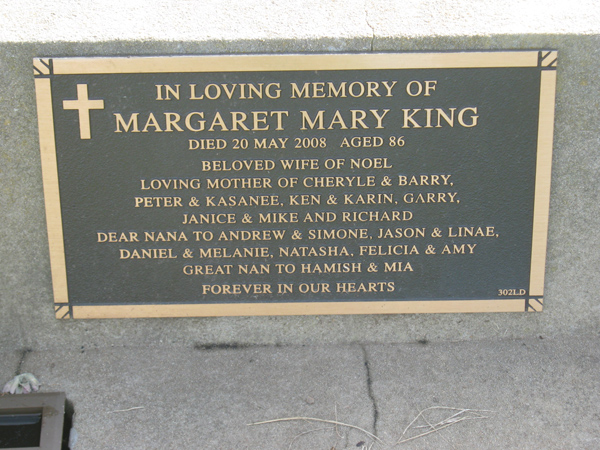 IN LOVING MEMORY OF
MARGARET MARY KING
DIED 20 MAY 2008 AGED 86
BELOVED WIFE OF NOEL
LOVING MOTHER OF CHERYLE & BARRY,
PETER & KASANEE, KEN & KARIN, GARRY,
JANICE & MIKE AND RICHARD
DEAR NANA TO ANDREW & SIMONE, JASON & LINAE,
DANIEL & MELANIE, NATASHA, FELICIA & AMY
GREAT NAN TO HAMISH & MIA
FOREVER IN OUR HEARTS
302LD